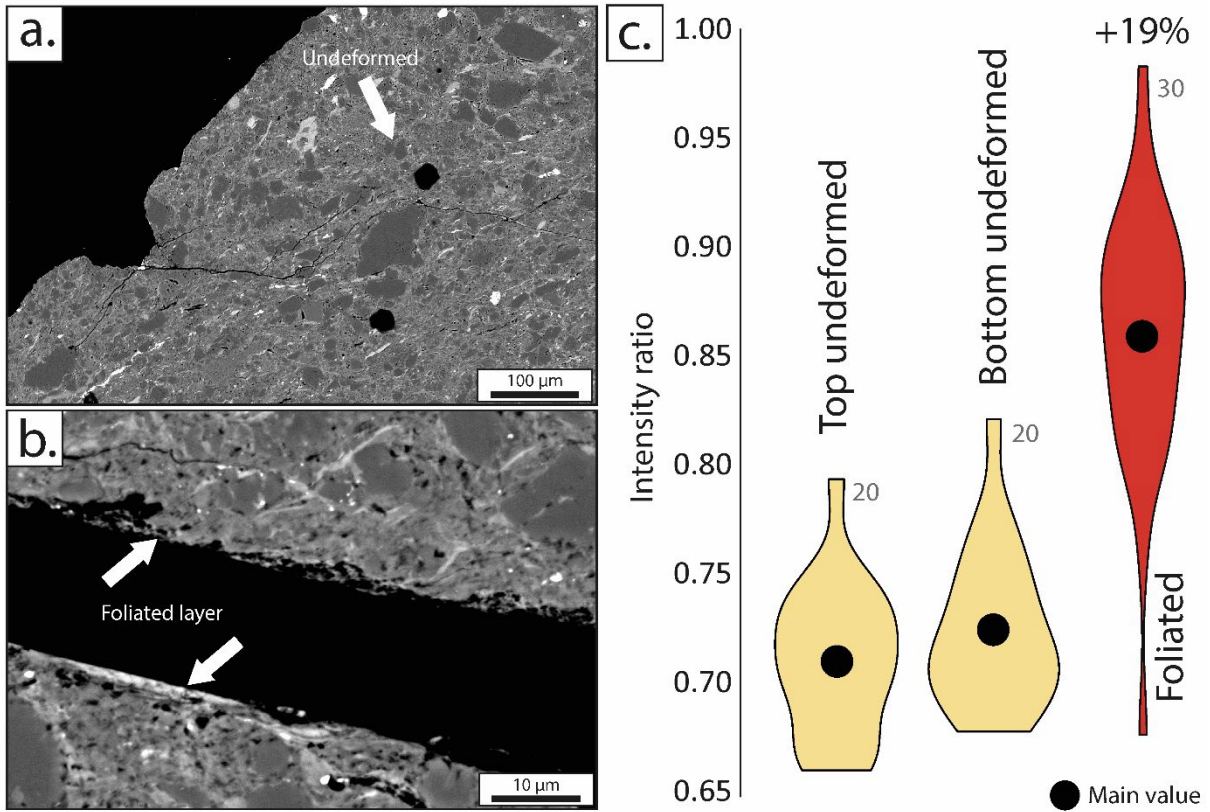 a.
Undeformed
100 µm
b.
Foliated layer
10 µm
c.
Intensity ratio
1.00
0.95
0.90
0.85
0.80
0.75
0.70
0.65
Top undeformed
20
Bottom undeformed
20
+19%
30
Foliated
Main value